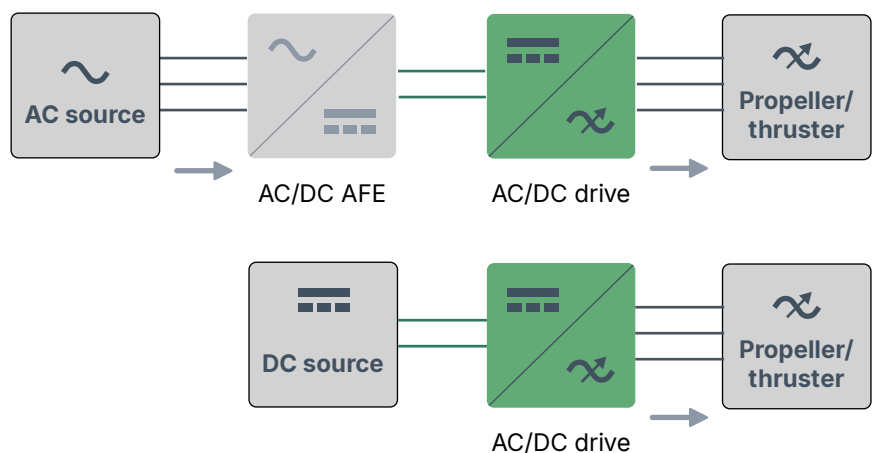 AC source
Propeller/
thruster
AC/DC AFE
AC/DC drive
DC source
Propeller/
thruster
AC/DC drive